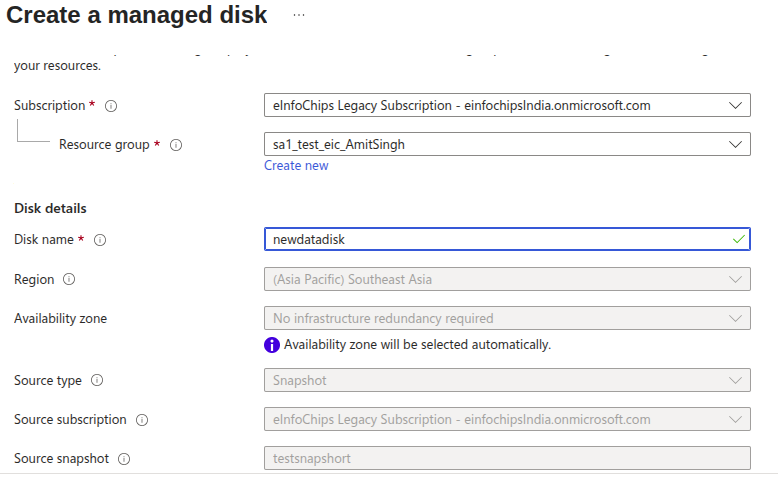 Create a managed disk ...
your resources.
Subscription * eInfoChips Legacy Subscription - einfochipsIndia.onmicrosoft.com
Resource group * sa1_test_eic_AmitSingh
Create new
Disk details
Disk name * newdatadisk
Region (Asia Pacific) Southeast Asia
Availability zone No infrastructure redundancy required
Availability zone will be selected automatically.
Source type Snapshot
Source subscription eInfoChips Legacy Subscription - einfochipsIndia.onmicrosoft.com
Source snapshot testsnapshort